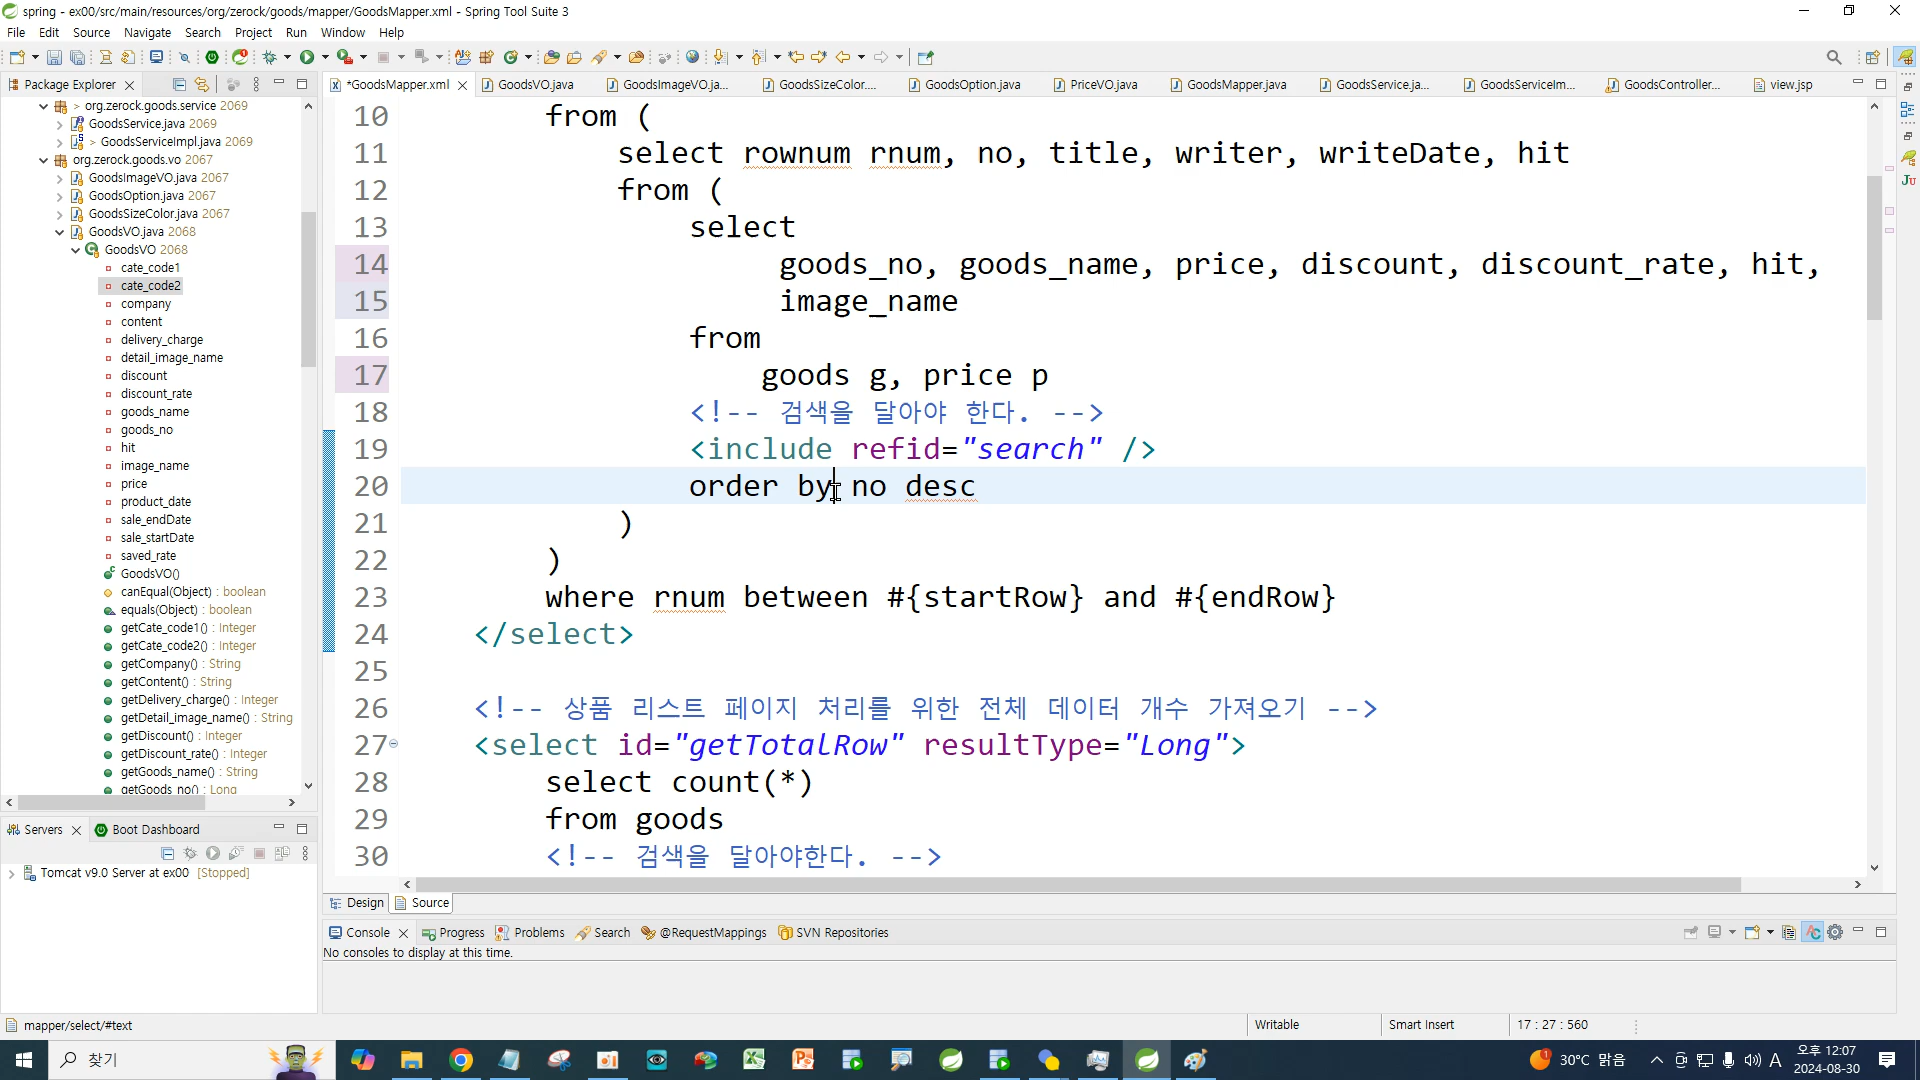 spring - ex00/src/main/resources/org/zerock/goods/mapper/GoodsMapper.xml - Spring Tool Suite 3
File Edit Source Navigate Search Project Run Window Help
Package Explorer
*GoodsMapper.xml GoodsVO.java GoodsImageVO.ja... GoodsSizeColor.... GoodsOption.java PriceVO.java GoodsMapper.java GoodsService.ja... GoodsServiceIm... GoodsController... view.jsp
> org.zerock.goods.service 2069
GoodsService.java 2069
> GoodsServiceImpl.java 2069
org.zerock.goods.vo 2067
GoodsImageVO.java 2067
GoodsOption.java 2067
GoodsSizeColor.java 2067
GoodsVO.java 2068
GoodsVO 2068
cate_code1
cate_code2
company
content
delivery_charge
detail_image_name
discount
discount_rate
goods_name
goods_no
hit
image_name
price
product_date
sale_endDate
sale_startDate
saved_rate
GoodsVO()
canEqual(Object) : boolean
equals(Object) : boolean
getCate_code1() : Integer
getCate_code2() : Integer
getCompany() : String
getContent() : String
getDelivery_charge() : Integer
getDetail_image_name() : String
getDiscount() : Integer
getDiscount_rate() : Integer
getGoods_name() : String
getGoods_no() : Long
10 from (
11 select rownum rnum, no, title, writer, writeDate, hit
12 from (
13 select
14 goods_no, goods_name, price, discount, discount_rate, hit,
15 image_name
16 from
17 goods g, price p
18 <!-- 검색을 달아야 한다. -->
19 <include refid="search" />
20 order by no desc
21 )
22 )
23 where rnum between #{startRow} and #{endRow}
24 </select>
25
26 <!-- 상품 리스트 페이지 처리를 위한 전체 데이터 개수 가져오기 -->
27 <select id="getTotalRow" resultType="Long">
28 select count(*)
29 from goods
30 <!-- 검색을 달아야한다. -->
Design Source
Servers Boot Dashboard
Tomcat v9.0 Server at ex00 [Stopped]
Console Progress Problems Search @RequestMappings SVN Repositories
No consoles to display at this time.
mapper/select/#text
Writable
Smart Insert
17 : 27 : 560
찾기
30°C 맑음
A
오후 12:07
2024-08-30